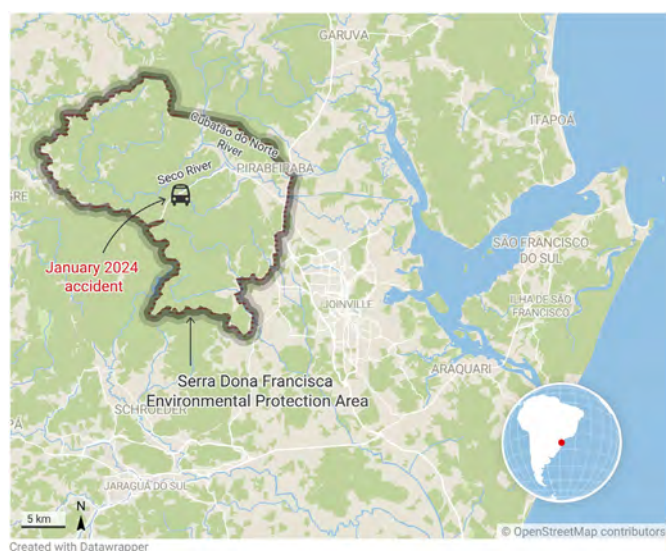 GARUVA
ITAPOÁ
Cubatão do Norte
River
Seco River
PIRABEIRABA
GRE
January 2024
accident
SÃO FRANCISCO
DO SUL
ILHA DE SÃO
FRANCISCO
JOINVILLE
ARAQUARI
Serra Dona Francisca
Environmental Protection Area
SCHROEDER
PÁ
JARAGUÁ DO SUL
5 km
N
© OpenStreetMap contributors
Created with Datawrapper